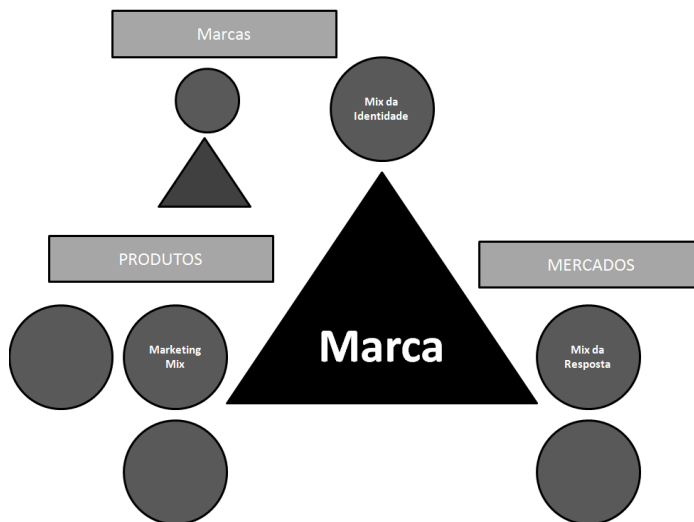 Marcas
Mix da
Identidade
PRODUTOS
MERCADOS
Marketing
Mix
Marca
Mix da
Resposta